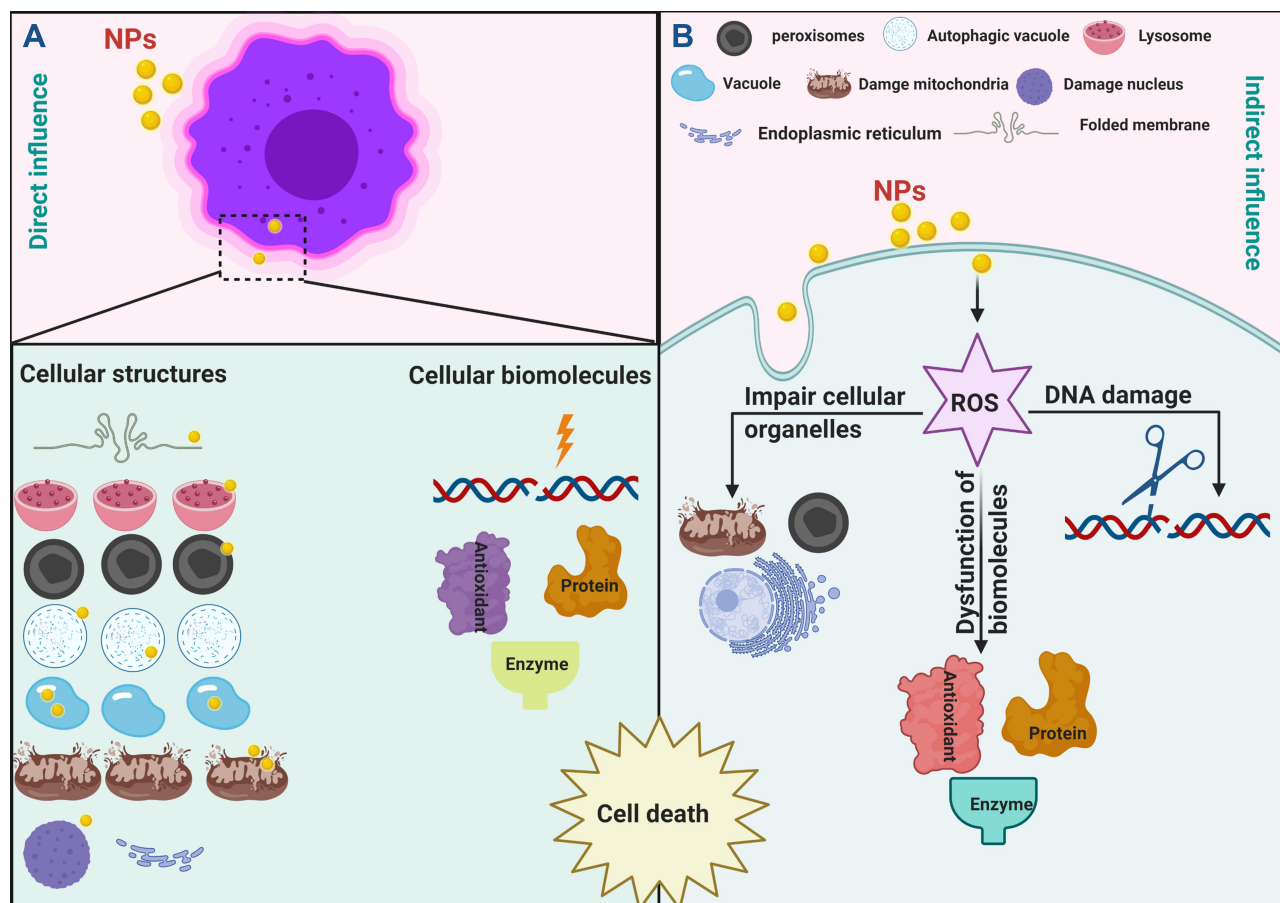 A
NPs
Direct influence
Cellular structures
Cellular biomolecules
Antioxidant
Protein
Enzyme
Cell death
B
peroxisomes
Autophagic vacuole
Lysosome
Vacuole
Damge mitochondria
Damage nucleus
Endoplasmic reticulum
Folded membrane
Indirect influence
NPs
ROS
Impair cellular
organelles
DNA damage
Dysfunction of
biomolecules
Antioxidant
Protein
Enzyme